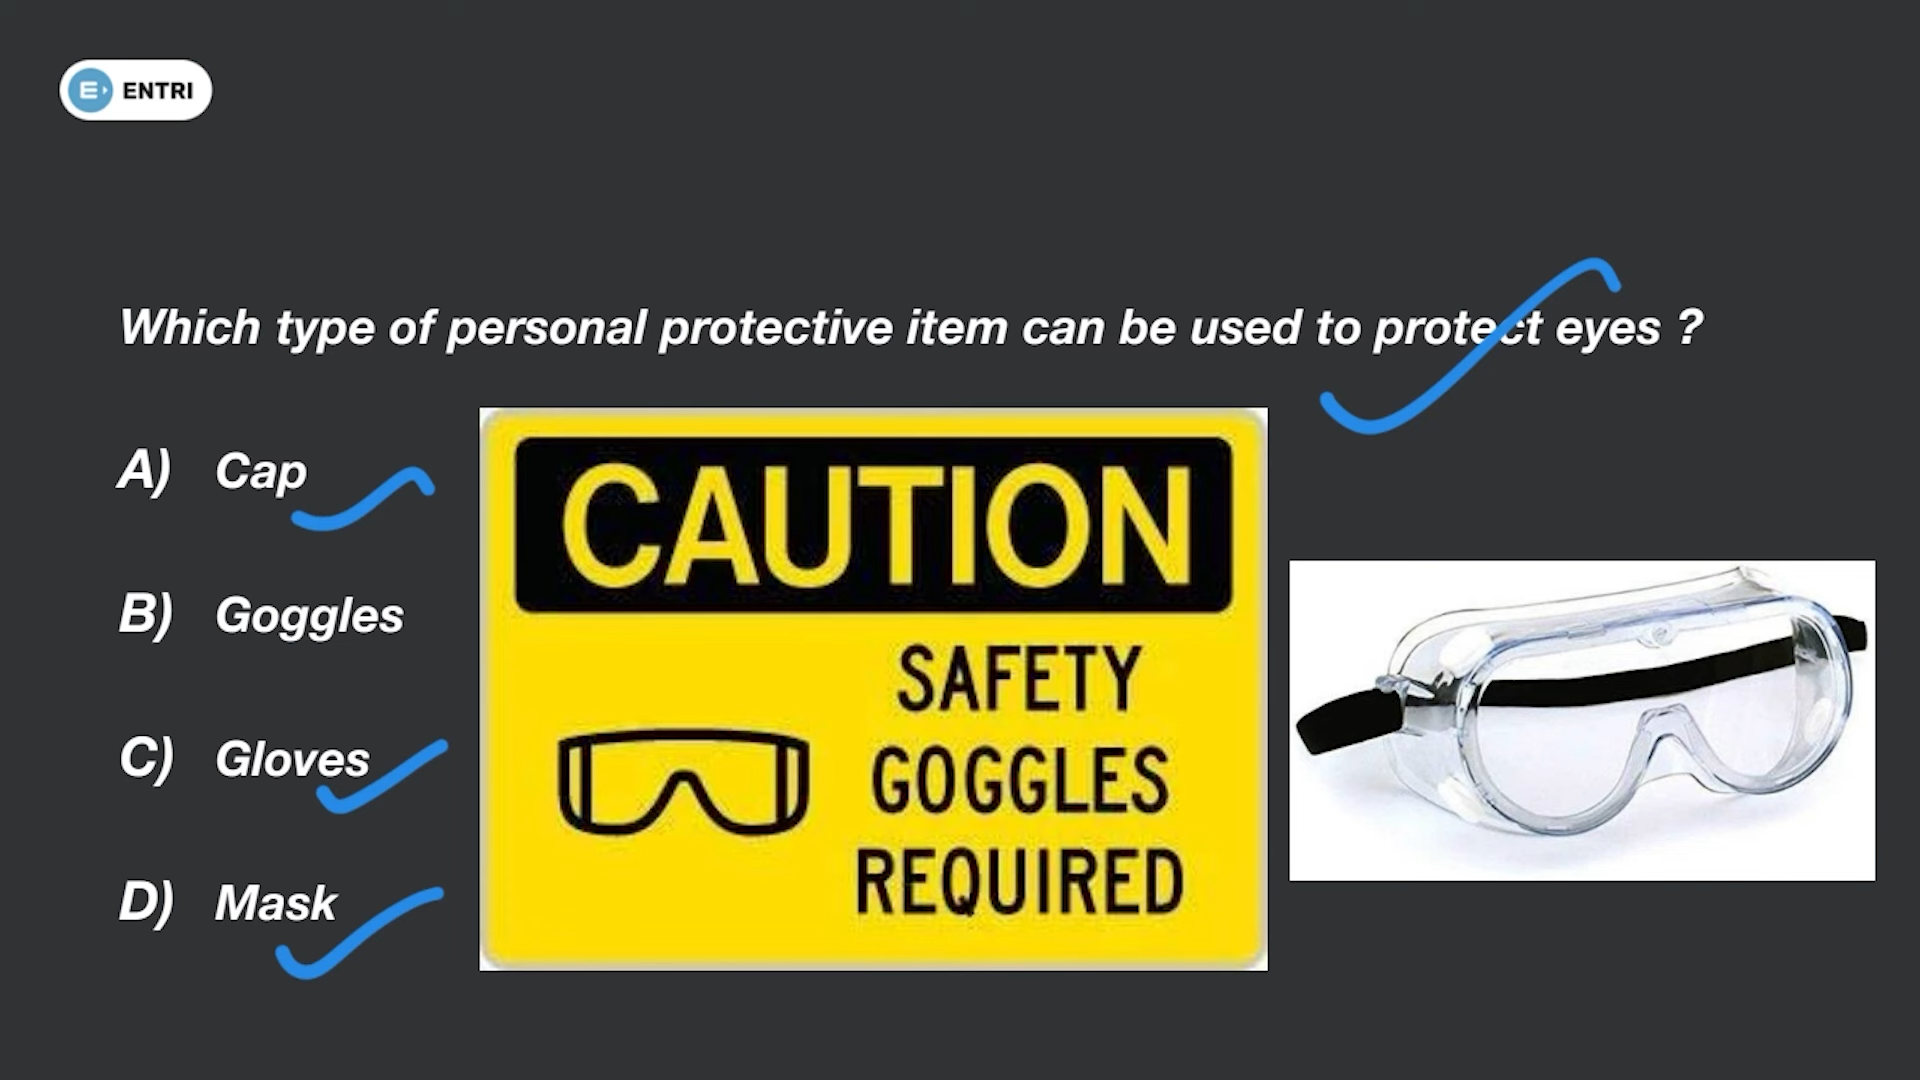 ENTRI
Which type of personal protective item can be used to protect eyes ?
A) Cap
B) Goggles
C) Gloves
D) Mask
CAUTION
SAFETY
GOGGLES
REQUIRED